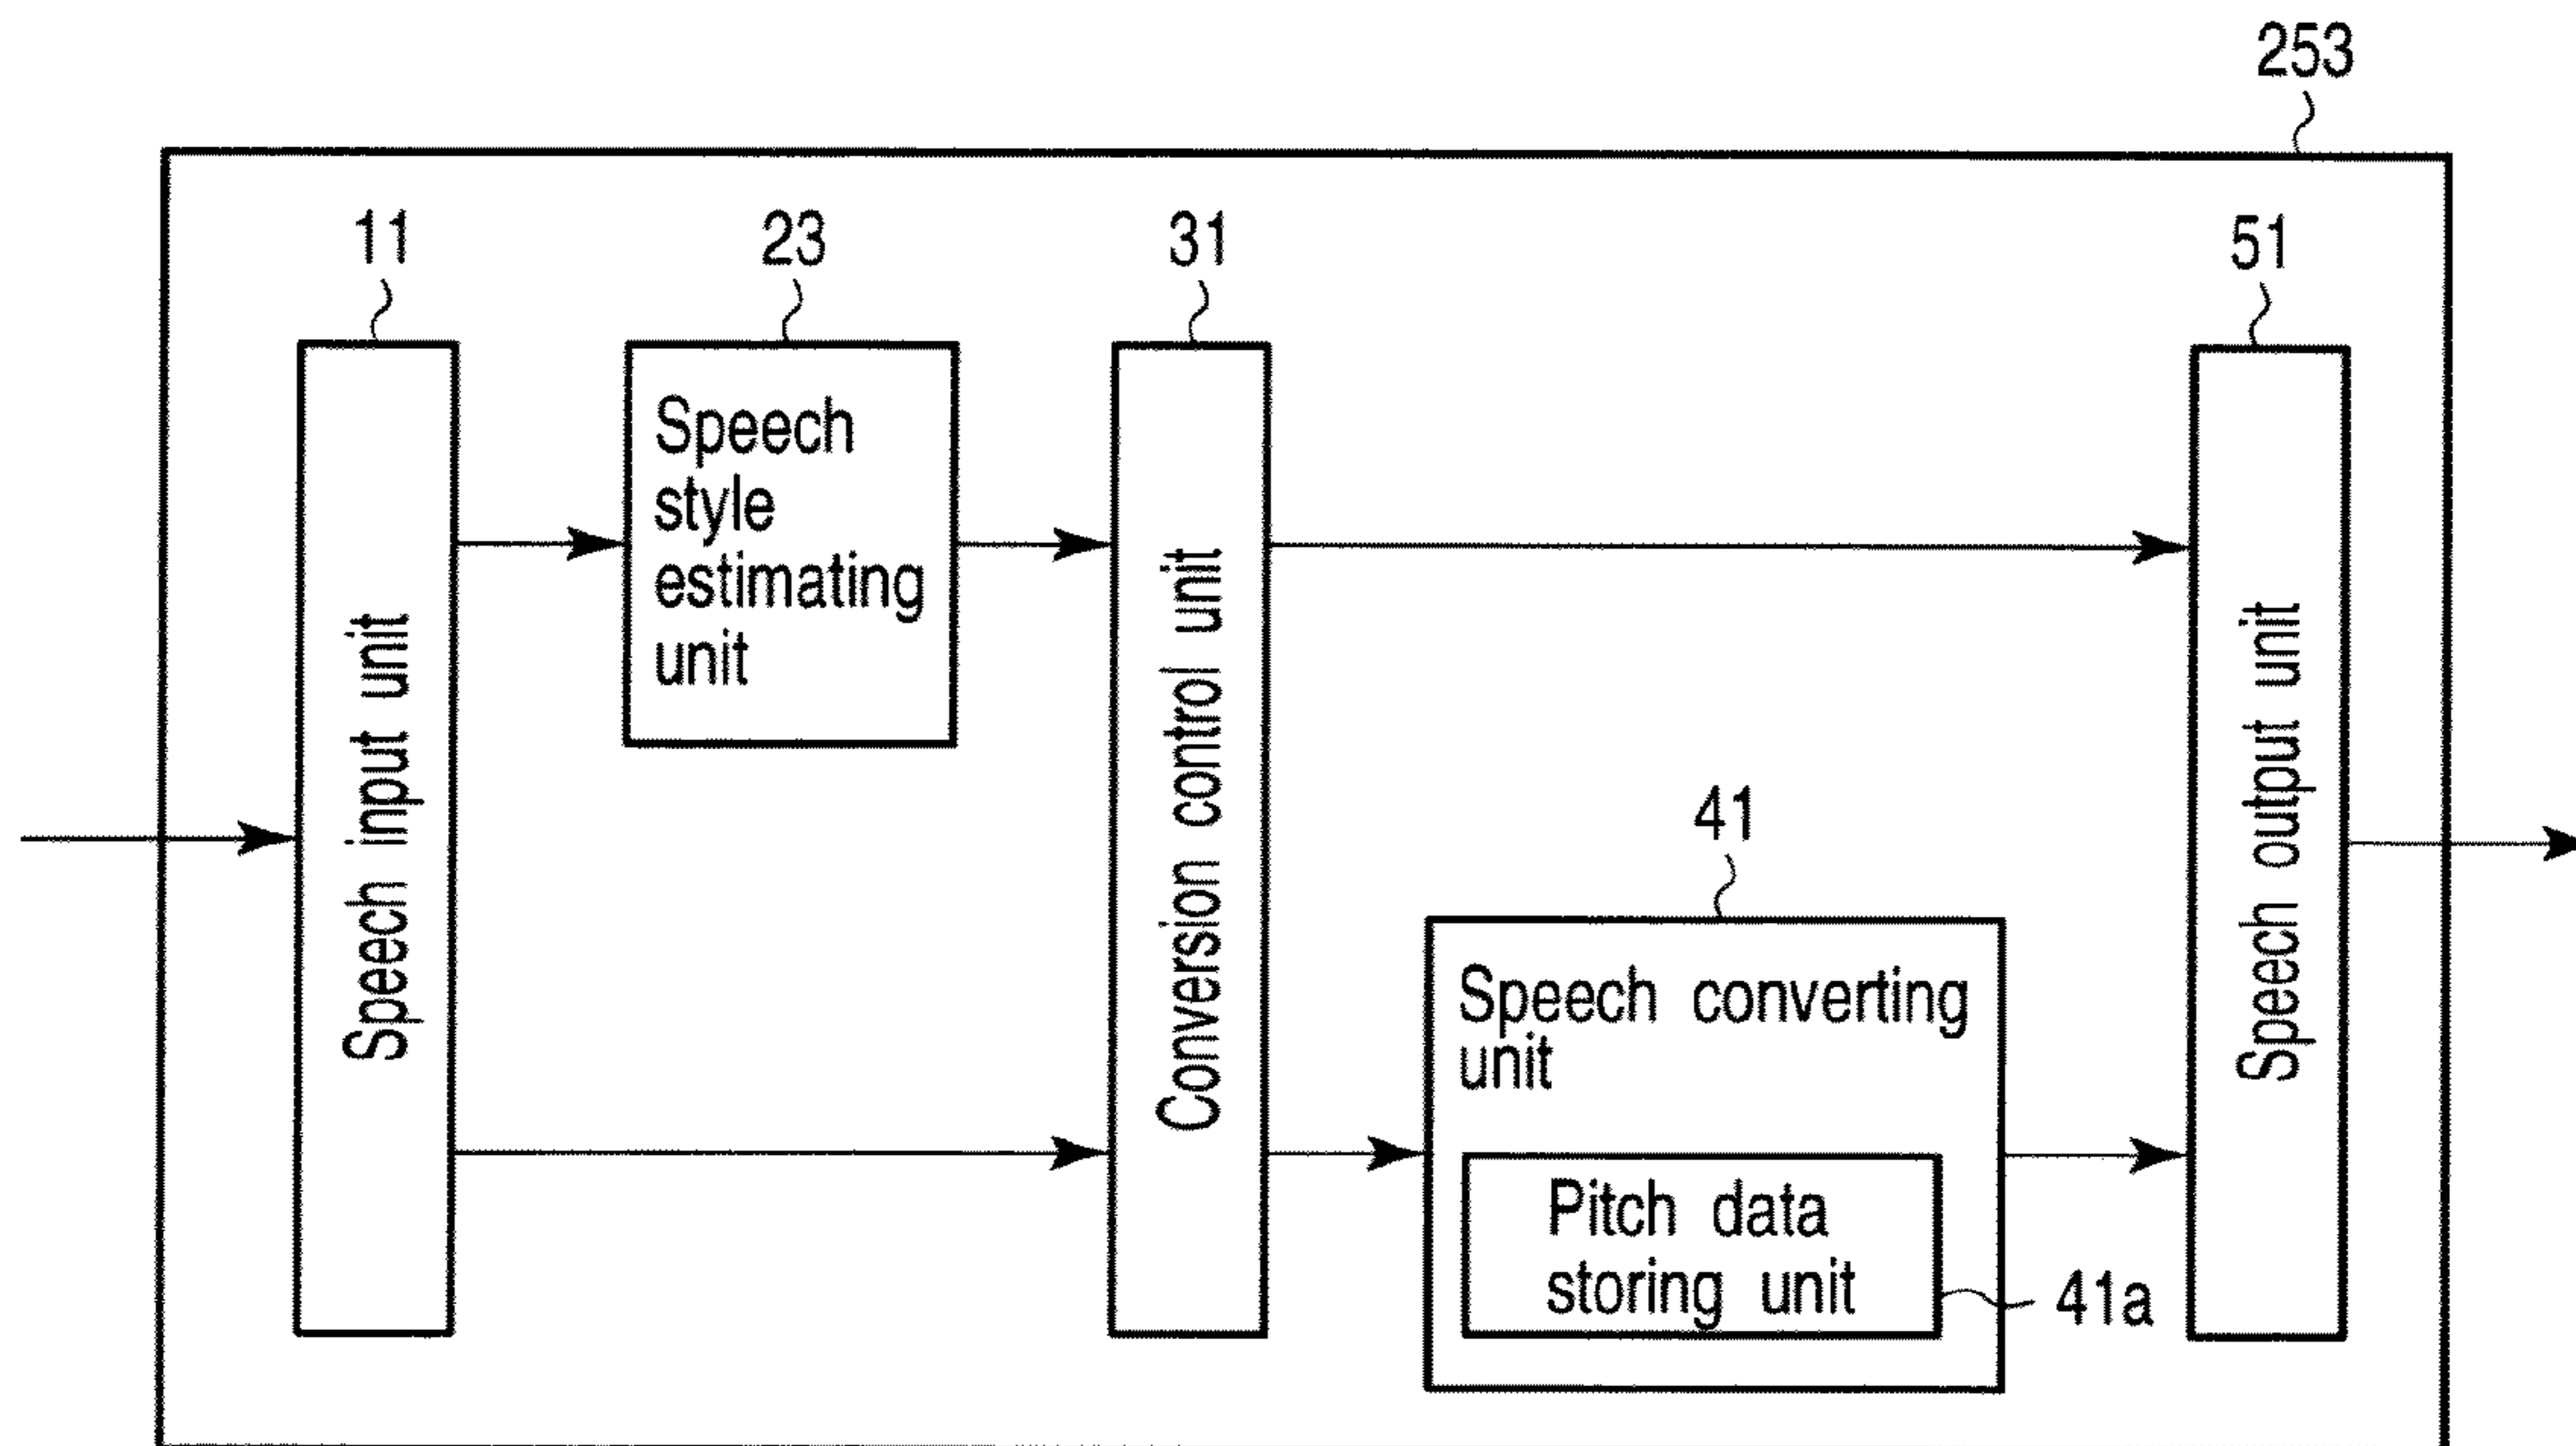 253
11
23
31
51
Speech input unit
Speech
style
estimating
unit
Conversion control unit
41
Speech converting
unit
Pitch data
storing unit
41a
Speech output unit